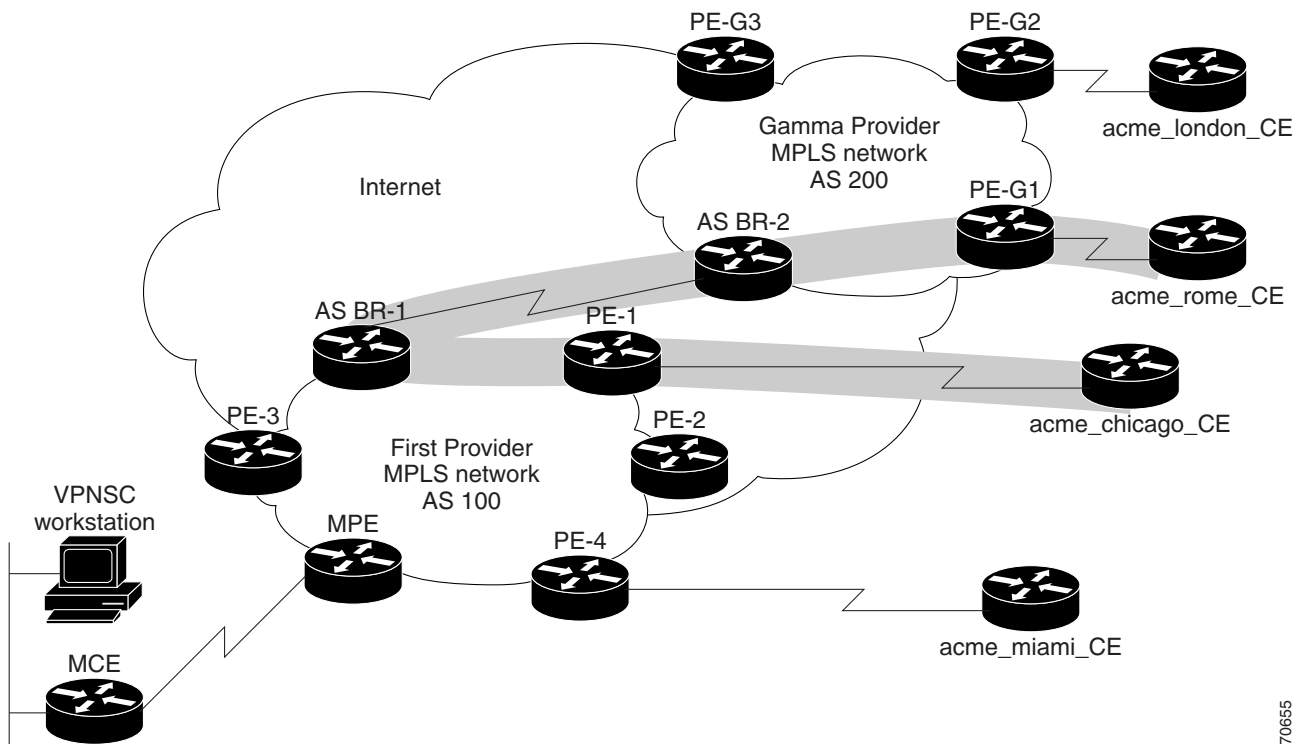 PE-G3
PE-G2
acme_london_CE
Gamma Provider
MPLS network
AS 200
Internet
PE-G1
AS BR-2
acme_rome_CE
AS BR-1
PE-1
acme_chicago_CE
PE-3
PE-2
First Provider
MPLS network
AS 100
VPNSC
workstation
MPE
PE-4
acme_miami_CE
MCE
70655